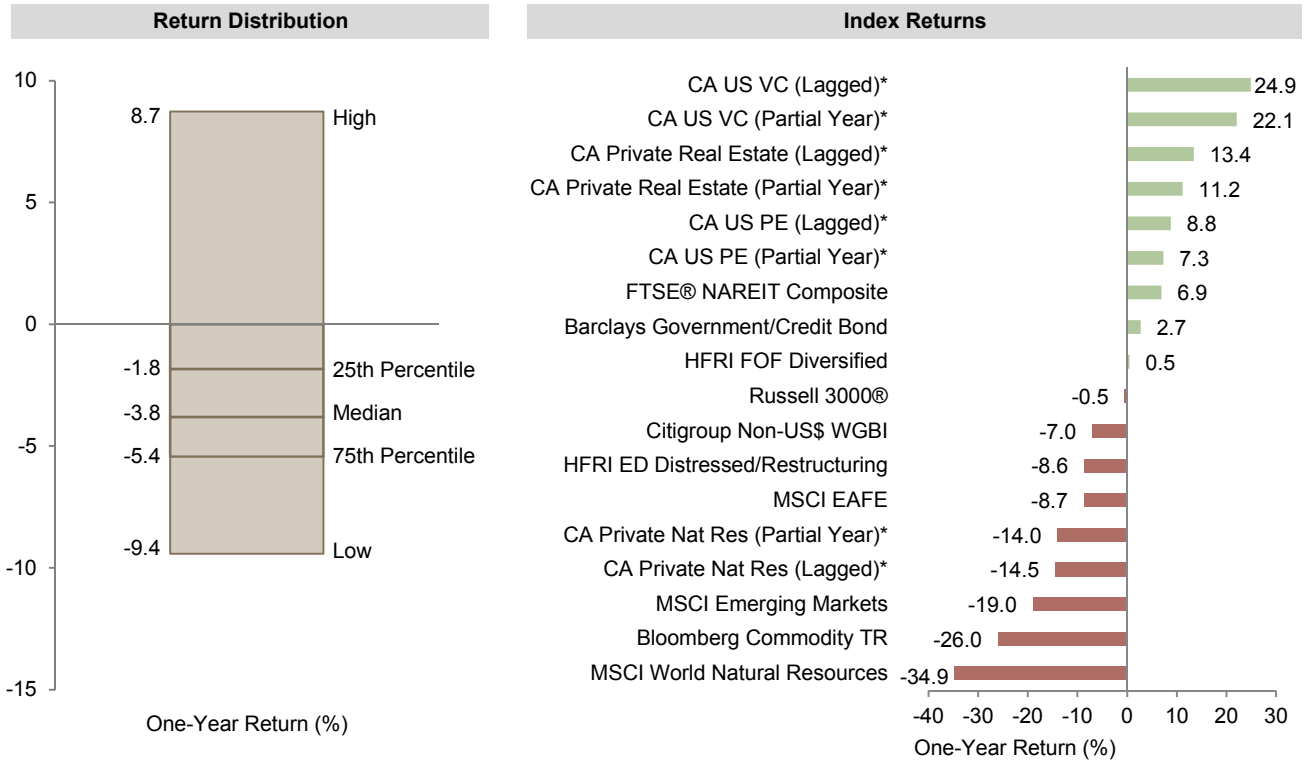 Return Distribution
10
5
0
-5
-10
-15
8.7
-1.8
-3.8
-5.4
-9.4
High
25th Percentile
Median
75th Percentile
Low
One-Year Return (%)
Index Returns
CA US VC (Lagged)* 24.9
CA US VC (Partial Year)* 22.1
CA Private Real Estate (Lagged)* 13.4
CA Private Real Estate (Partial Year)* 11.2
CA US PE (Lagged)* 8.8
CA US PE (Partial Year)* 7.3
FTSE® NAREIT Composite 6.9
Barclays Government/Credit Bond 2.7
HFRI FOF Diversified 0.5
Russell 3000® -0.5
Citigroup Non-US$ WGBI -7.0
HFRI ED Distressed/Restructuring -8.6
MSCI EAFE -8.7
CA Private Nat Res (Partial Year)* -14.0
CA Private Nat Res (Lagged)* -14.5
MSCI Emerging Markets -19.0
Bloomberg Commodity TR -26.0
MSCI World Natural Resources -34.9
-40 -30 -20 -10 0 10 20 30
One-Year Return (%)